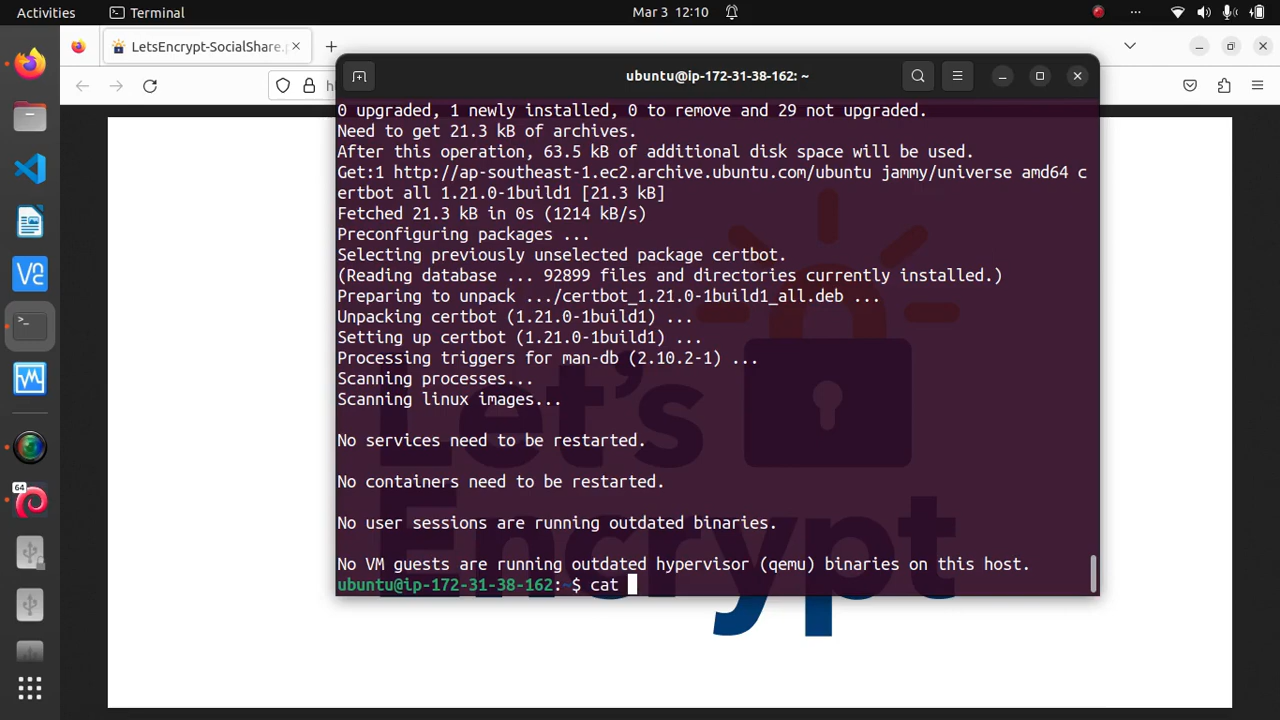 Activities
Terminal
Mar 3 12:10
LetsEncrypt-SocialShare.p
ubuntu@ip-172-31-38-162: ~
0 upgraded, 1 newly installed, 0 to remove and 29 not upgraded.
Need to get 21.3 kB of archives.
After this operation, 63.5 kB of additional disk space will be used.
Get:1 http://ap-southeast-1.ec2.archive.ubuntu.com/ubuntu jammy/universe amd64 c
ertbot all 1.21.0-1build1 [21.3 kB]
Fetched 21.3 kB in 0s (1214 kB/s)
Preconfiguring packages ...
Selecting previously unselected package certbot.
(Reading database ... 92899 files and directories currently installed.)
Preparing to unpack .../certbot_1.21.0-1build1_all.deb ...
Unpacking certbot (1.21.0-1build1) ...
Setting up certbot (1.21.0-1build1) ...
Processing triggers for man-db (2.10.2-1) ...
Scanning processes...
Scanning linux images...
No services need to be restarted.
No containers need to be restarted.
No user sessions are running outdated binaries.
No VM guests are running outdated hypervisor (qemu) binaries on this host.
ubuntu@ip-172-31-38-162:~$ cat
Let's
Encrypt
64